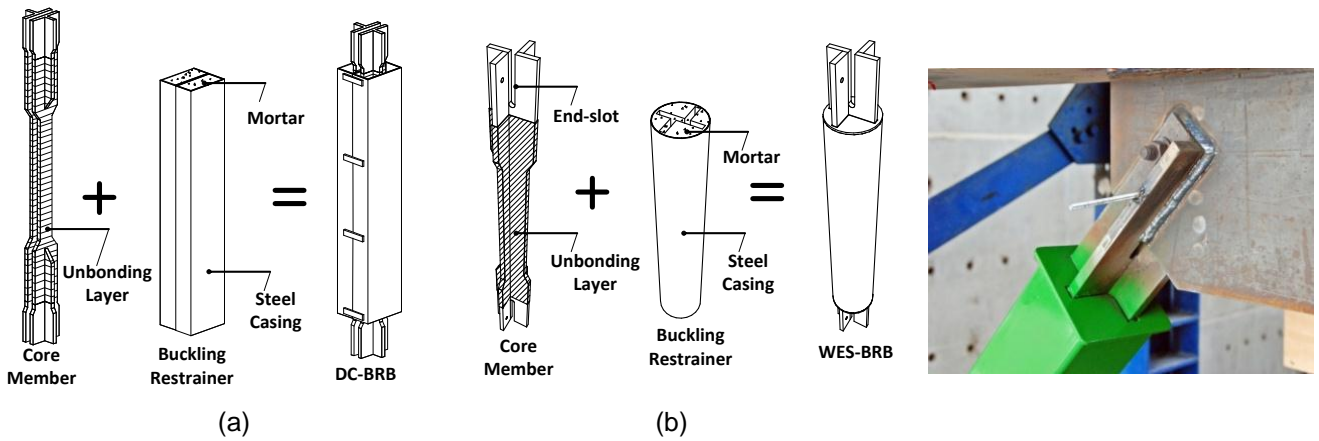 Mortar
Unbonding
Layer
Steel
Casing
Core
Member
Buckling
Restrainer
DC-BRB
(a)
End-slot
Mortar
Unbonding
Layer
Steel
Casing
Core
Member
Buckling
Restrainer
WES-BRB
(b)